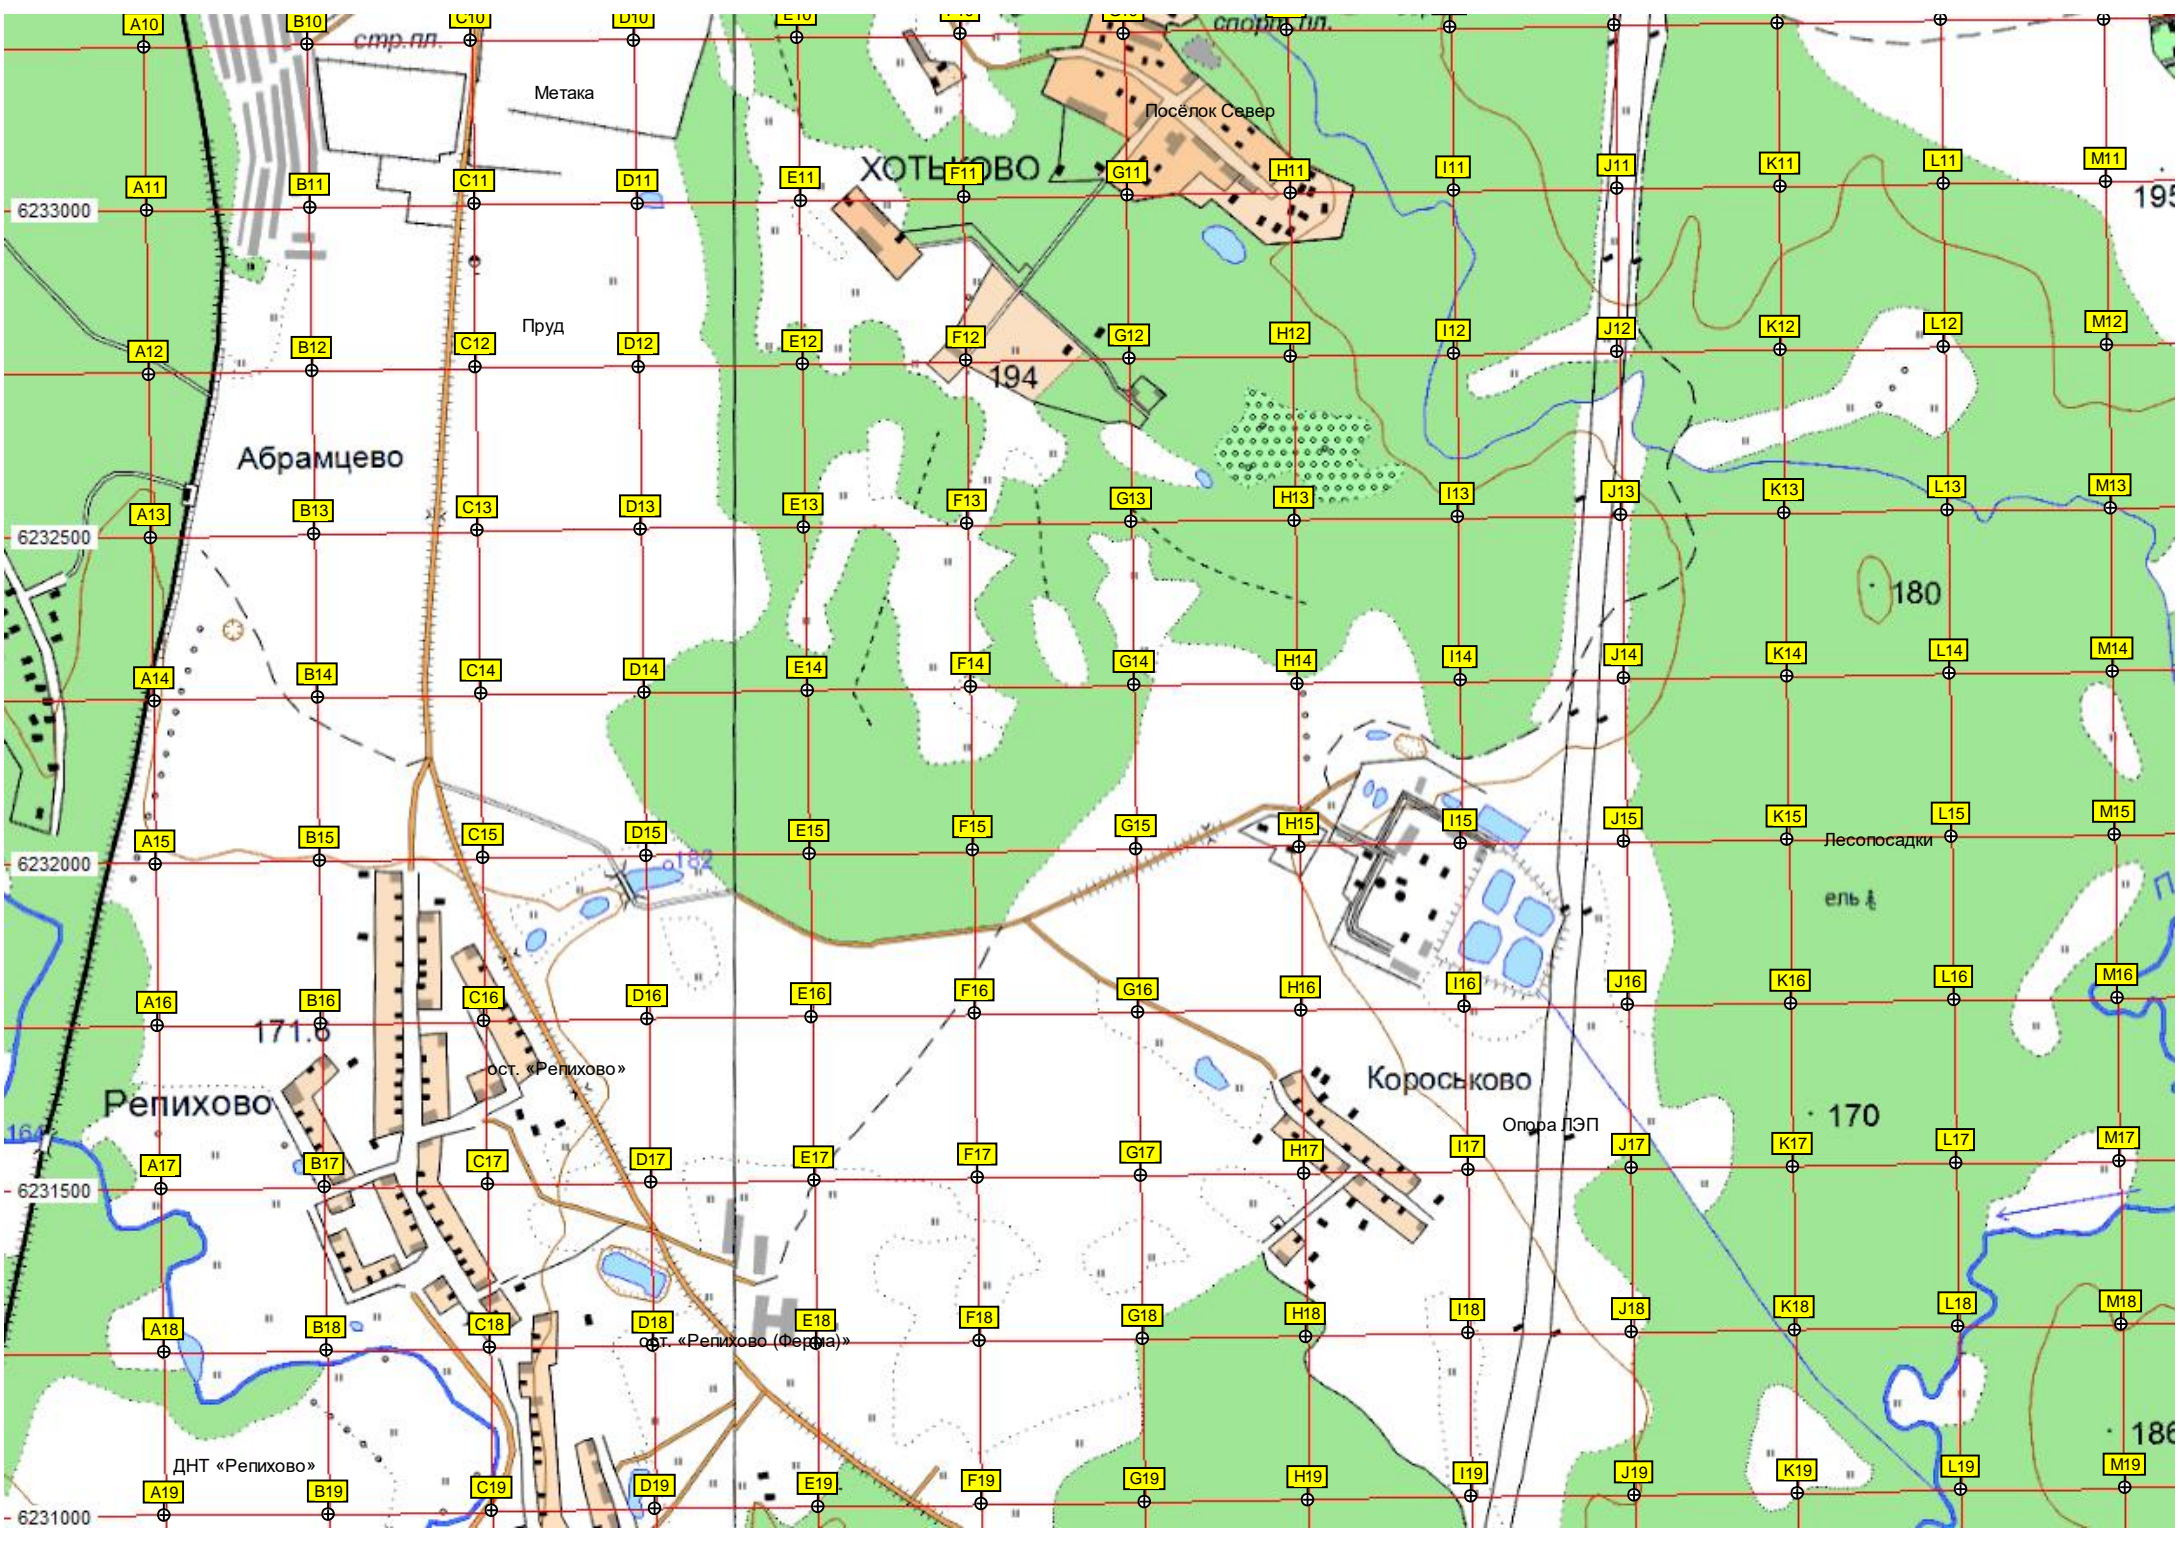 A10 B10 C10 D10 E10
стр.пл. спорт.пл.
Метака
Посёлок Север
ХОТЬКОВО
A11 B11 C11 D11 E11 F11 G11 H11 I11 J11 K11 L11 M11
6233000
195
Пруд
A12 B12 C12 D12 E12 F12 G12 H12 I12 J12 K12 L12 M12
194
Абрамцево
A13 B13 C13 D13 E13 F13 G13 H13 I13 J13 K13 L13 M13
6232500
180
A14 B14 C14 D14 E14 F14 G14 H14 I14 J14 K14 L14 M14
A15 B15 C15 D15 E15 F15 G15 H15 I15 J15 K15 L15 M15
Лесопосадки
6232000
182
ель
A16 B16 C16 D16 E16 F16 G16 H16 I16 J16 K16 L16 M16
171.6
ост. «Репихово»
Короськово
Репихово
170
Опора ЛЭП
164
A17 B17 C17 D17 E17 F17 G17 H17 I17 J17 K17 L17 M17
6231500
A18 B18 C18 D18 E18 F18 G18 H18 I18 J18 K18 L18 M18
ост. «Репихово (Ферма)»
186
ДНТ «Репихово»
A19 B19 C19 D19 E19 F19 G19 H19 I19 J19 K19 L19 M19
6231000